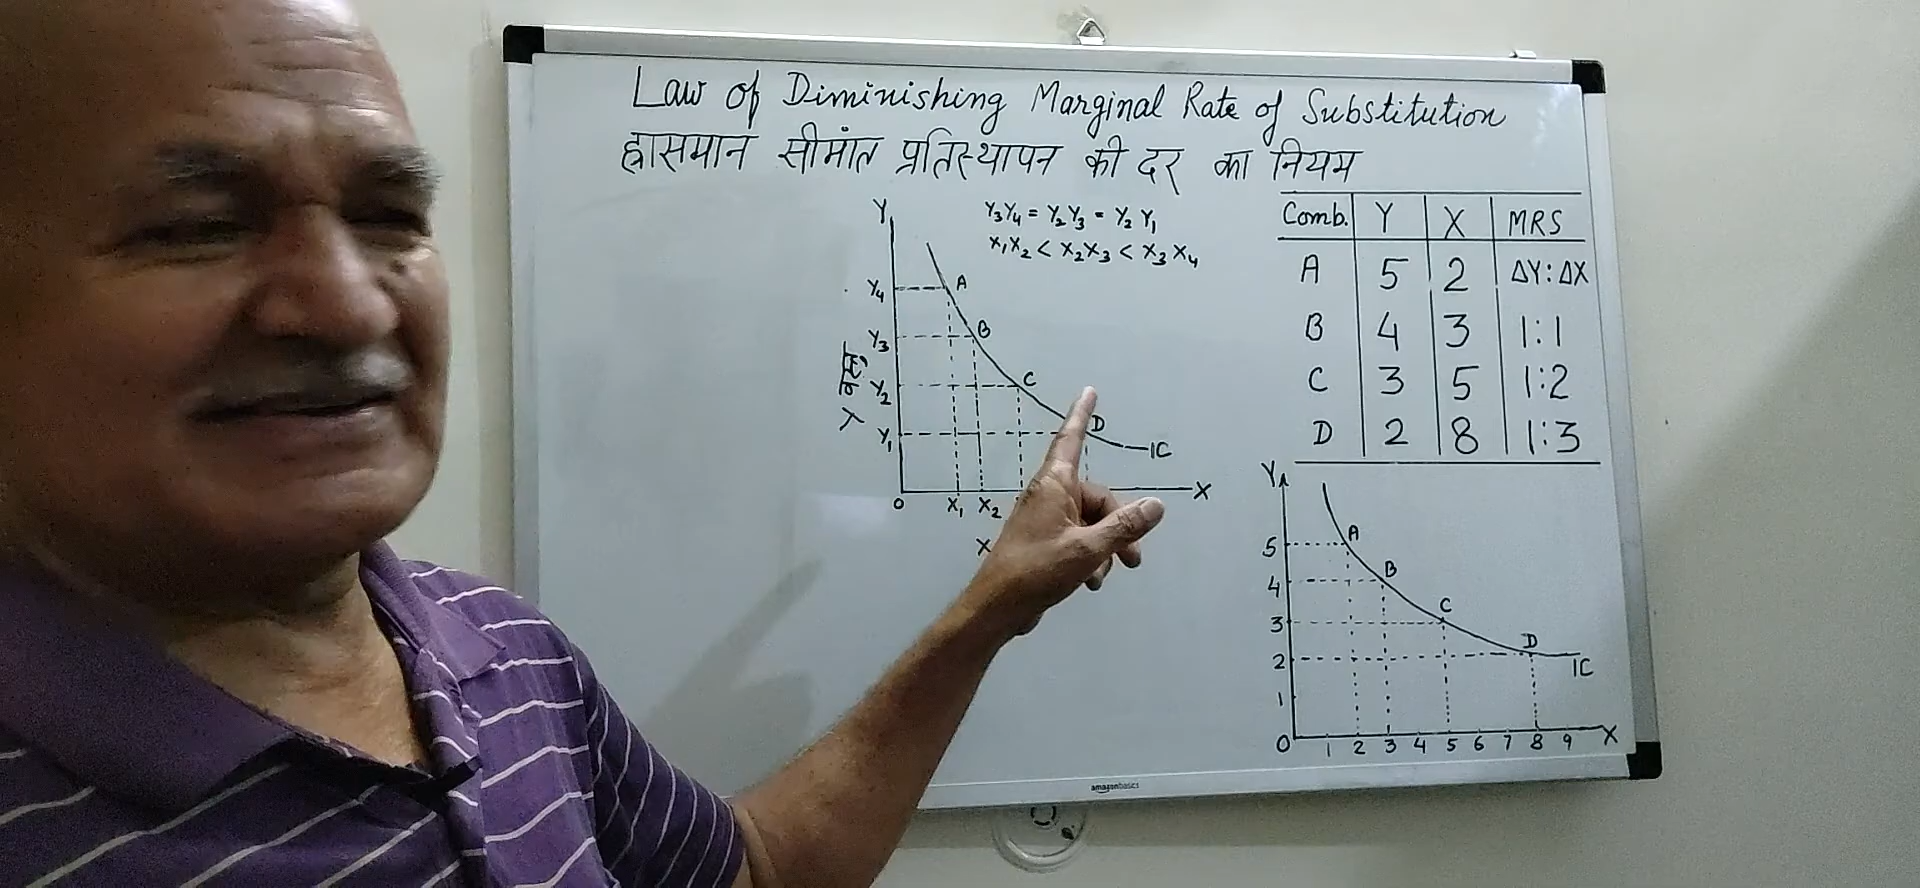 Law of Diminishing Marginal Rate of Substitution
ह्रासमान सीमांत प्रतिस्थापन की दर का नियम
Y₃Y₄ = Y₂Y₃ = Y₂Y₁
X₁X₂ < X₂X₃ < X₃X₄
Y
Y₄ A
Y₃ B
Y₂ C
Y₁ D
IC
Y वस्तु
O X₁ X₂ X
X
Comb. Y X MRS
A 5 2 ΔY:ΔX
B 4 3 1:1
C 3 5 1:2
D 2 8 1:3
Y
5 A
4 B
3 C
2 D
IC
1
O 1 2 3 4 5 6 7 8 9 X
amazonbasics